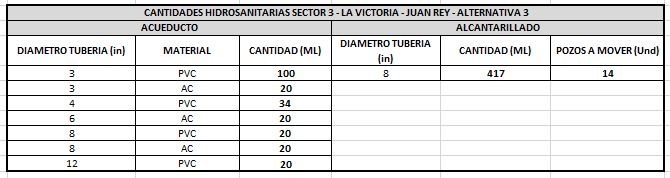 CANTIDADES HIDROSANITARIAS SECTOR 3 - LA VICTORIA - JUAN REY - ALTERNATIVA 3
ACUEDUCTO ALCANTARILLADO
DIAMETRO TUBERIA (in) MATERIAL CANTIDAD (ML) DIAMETRO TUBERIA (in) CANTIDAD (ML) POZOS A MOVER (Und)
3 PVC 100 8 417 14
3 AC 20
4 PVC 34
6 AC 20
8 PVC 20
8 AC 20
12 PVC 20